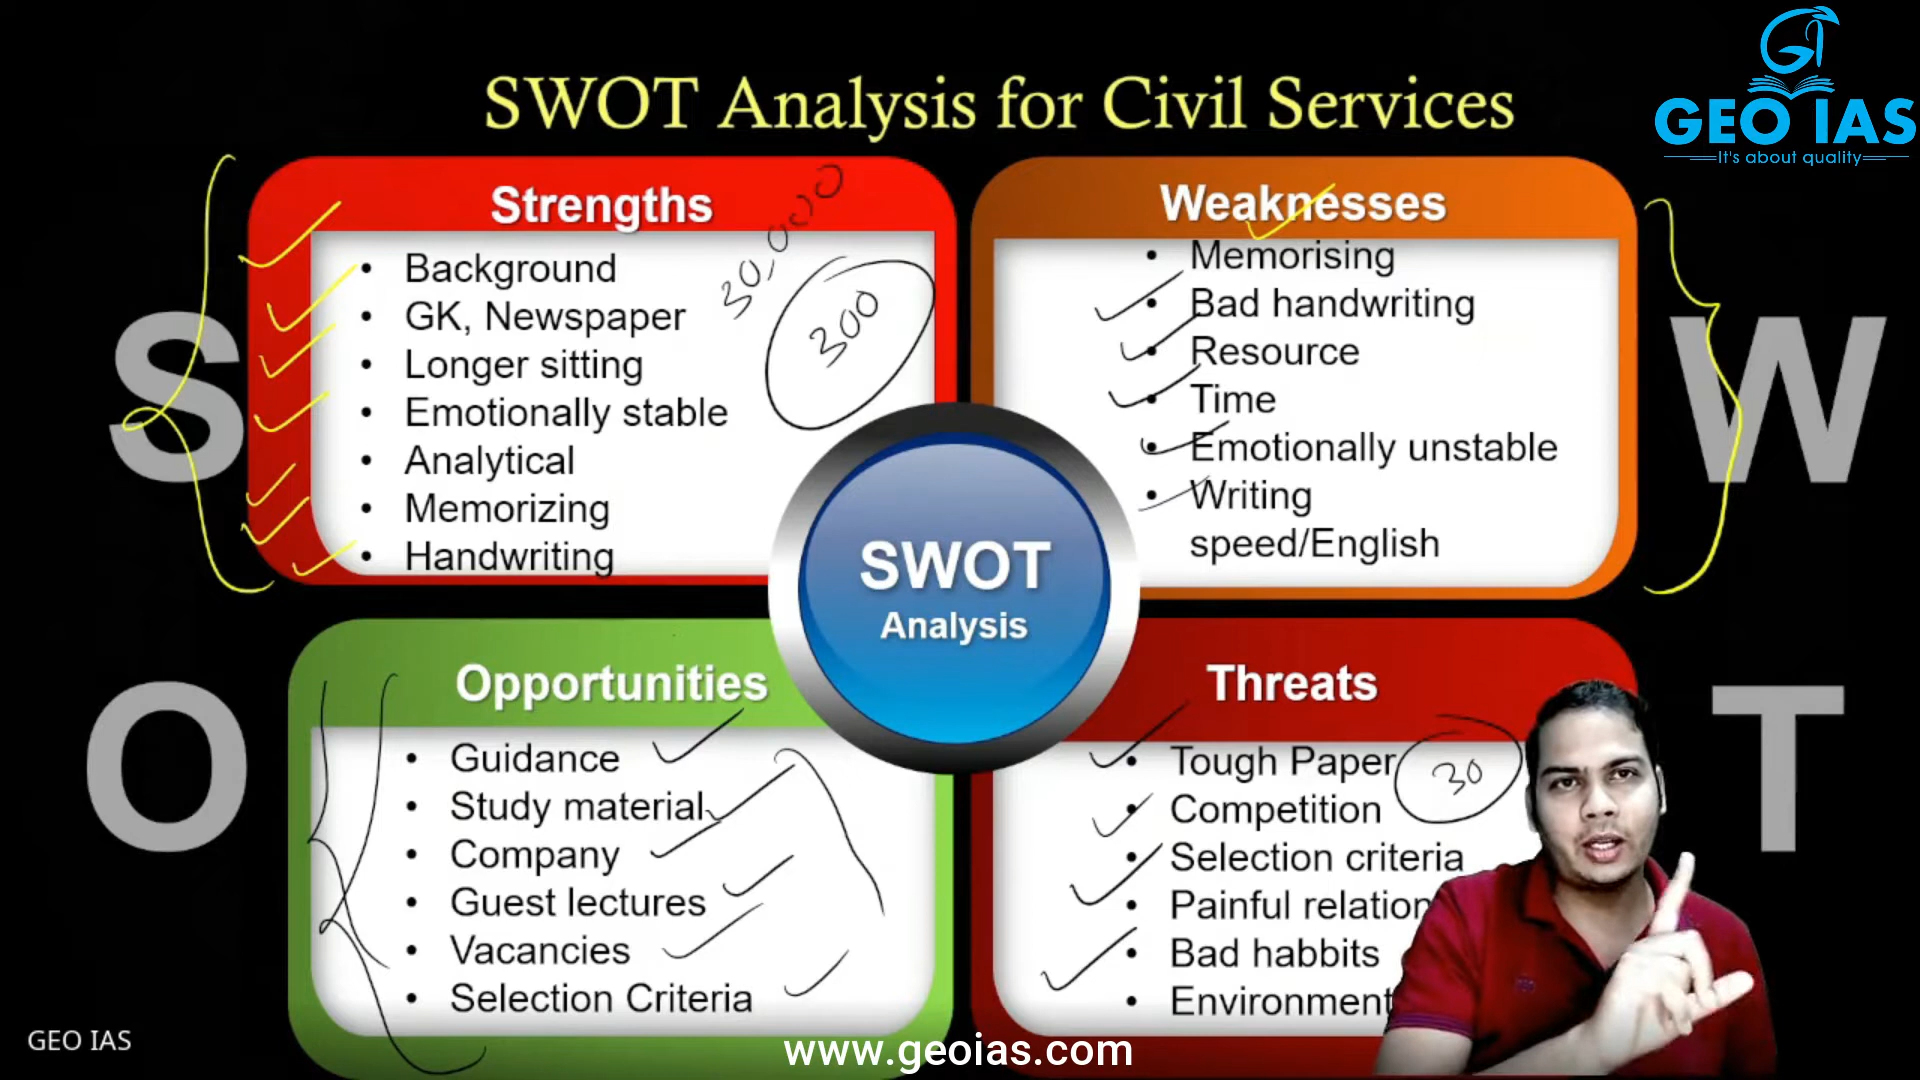 SWOT Analysis for Civil Services
GEO IAS
It's about quality
S
Strengths
30,000
300
Background
GK, Newspaper
Longer sitting
Emotionally stable
Analytical
Memorizing
Handwriting
W
Weaknesses
Memorising
Bad handwriting
Resource
Time
Emotionally unstable
Writing
speed/English
SWOT
Analysis
O
Opportunities
Guidance
Study material
Company
Guest lectures
Vacancies
Selection Criteria
T
Threats
Tough Paper
30
Competition
Selection criteria
Painful relation
Bad habbits
Environment
GEO IAS
www.geoias.com